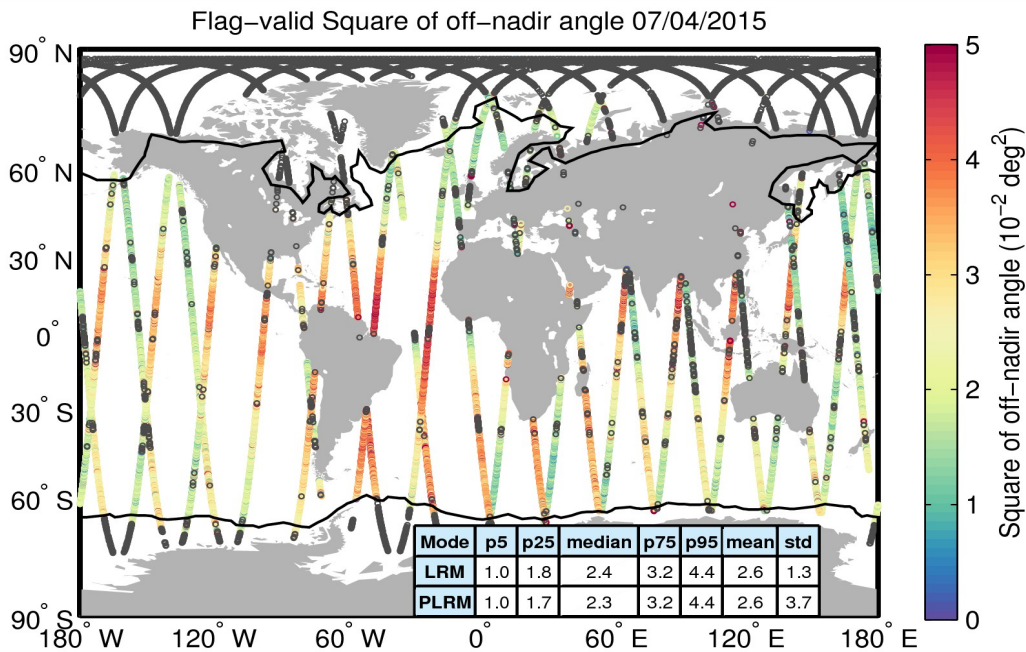 Flag−valid Square of off−nadir angle 07/04/2015
90° N
60° N
30° N
0°
30° S
60° S
90° S
180° W
120° W
60° W
0°
60° E
120° E
180° E
Mode p5 p25 median p75 p95 mean std
LRM 1.0 1.8 2.4 3.2 4.4 2.6 1.3
PLRM 1.0 1.7 2.3 3.2 4.4 2.6 3.7
5
4
3
2
1
0
Square of off−nadir angle (10⁻² deg²)